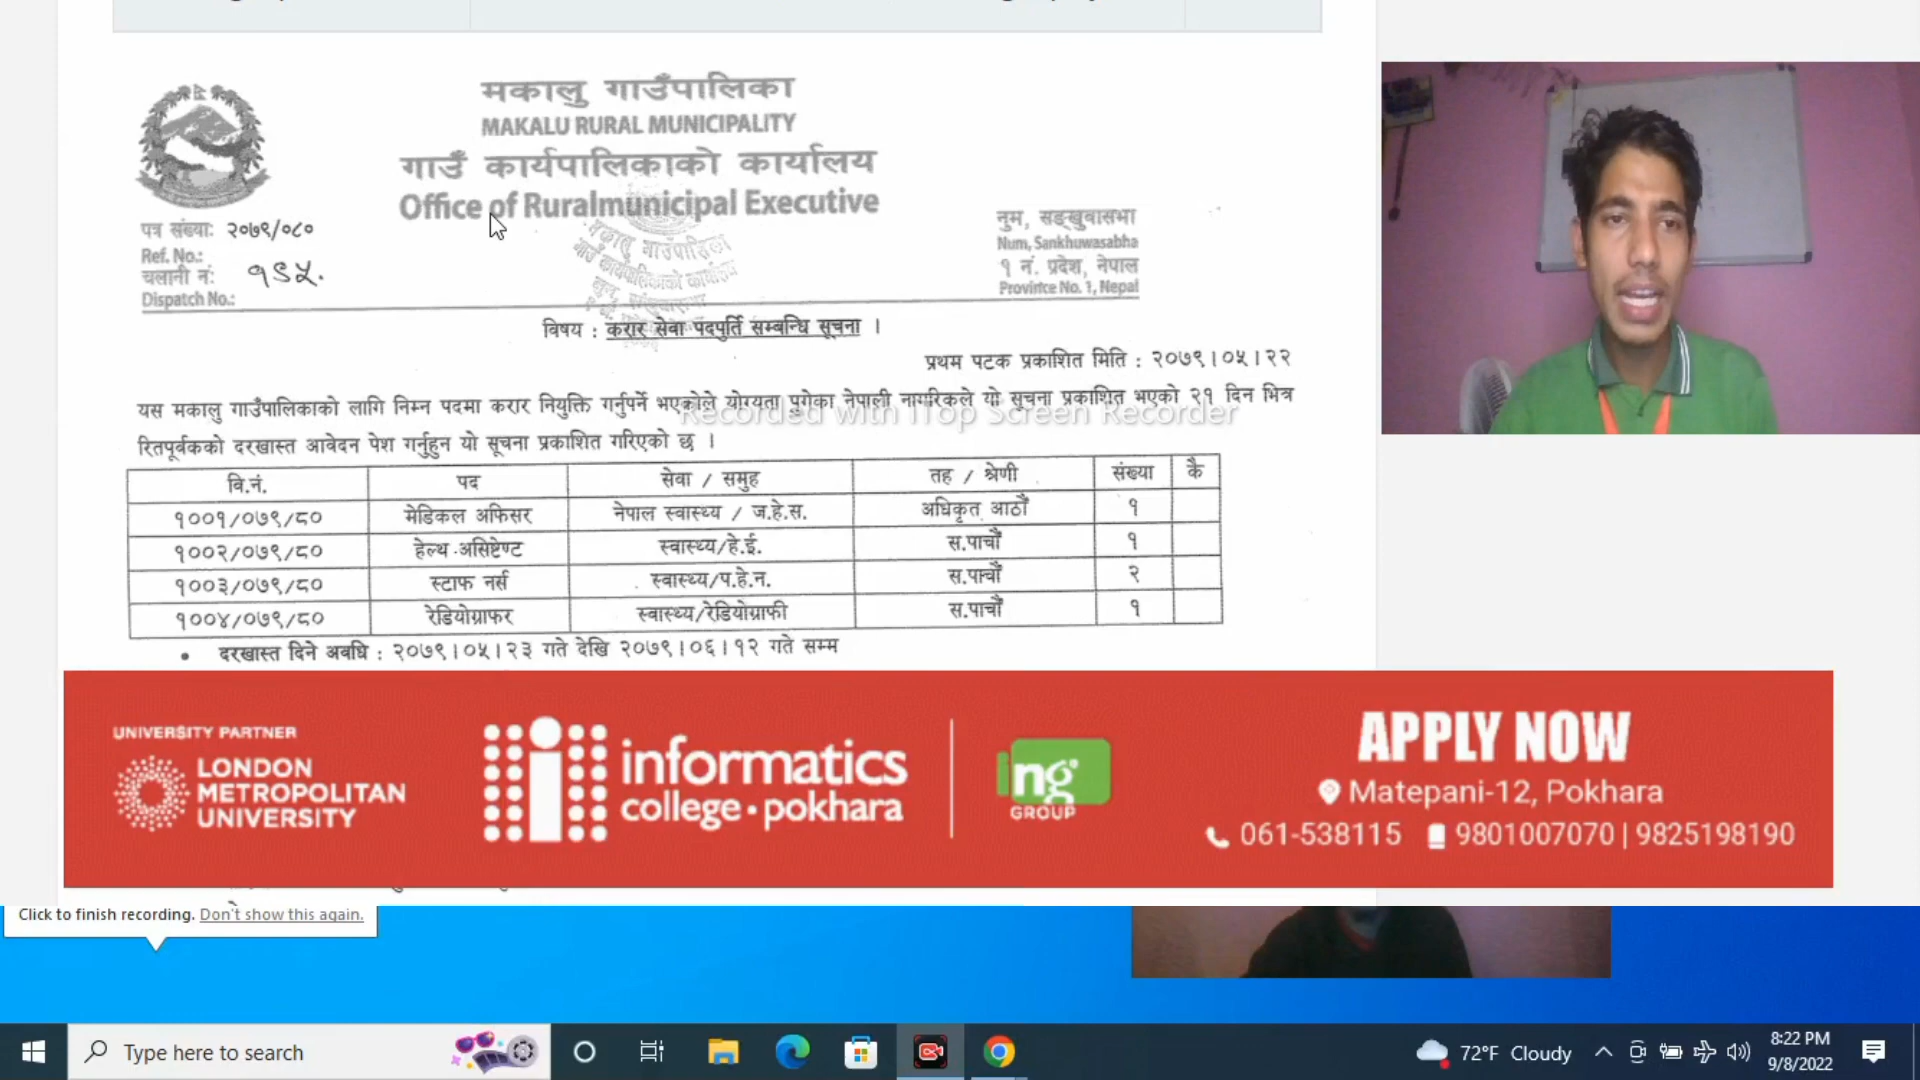 मकालु गाउँपालिका
MAKALU RURAL MUNICIPALITY
गाउँ कार्यपालिकाको कार्यालय
Office of Ruralmunicipal Executive
पत्र संख्या: २०७९/०८०
Ref. No.:
चलानी नं: १९५.
Dispatch No.:
नुम, सङ्खुवासभा
Num, Sankhuwasabha
१ नं. प्रदेश, नेपाल
Province No. 1, Nepal
विषय : करार सेवा पदपुर्ति सम्बन्धि सूचना ।
प्रथम पटक प्रकाशित मिति : २०७९।०५।२२
यस मकालु गाउँपालिकाको लागि निम्न पदमा करार नियुक्ति गर्नुपर्ने भएकोले योग्यता पुगेका नेपाली नागरिकले यो सूचना प्रकाशित भएको २१ दिन भित्र
Recorded with iTop Screen Recorder
रितपूर्वकको दरखास्त आवेदन पेश गर्नुहुन यो सूचना प्रकाशित गरिएको छ ।
वि.नं. पद सेवा / समुह तह / श्रेणी संख्या कै
१००१/०७९/८० मेडिकल अफिसर नेपाल स्वास्थ्य / ज.हे.स. अधिकृत आठौं १
१००२/०७९/८० हेल्थ असिष्टेण्ट स्वास्थ्य/हे.ई. स.पाचौं १
१००३/०७९/८० स्टाफ नर्स स्वास्थ्य/प.हे.न. स.पाचौं २
१००४/०७९/८० रेडियोग्राफर स्वास्थ्य/रेडियोग्राफी स.पाचौं १
• दरखास्त दिने अवधि : २०७९।०५।२३ गते देखि २०७९।०६।१२ गते सम्म
UNIVERSITY PARTNER
LONDON
METROPOLITAN
UNIVERSITY
informatics
college • pokhara
ing
GROUP
APPLY NOW
Matepani-12, Pokhara
061-538115 9801007070 | 9825198190
Click to finish recording. Don't show this again.
Type here to search
72°F Cloudy
8:22 PM
9/8/2022